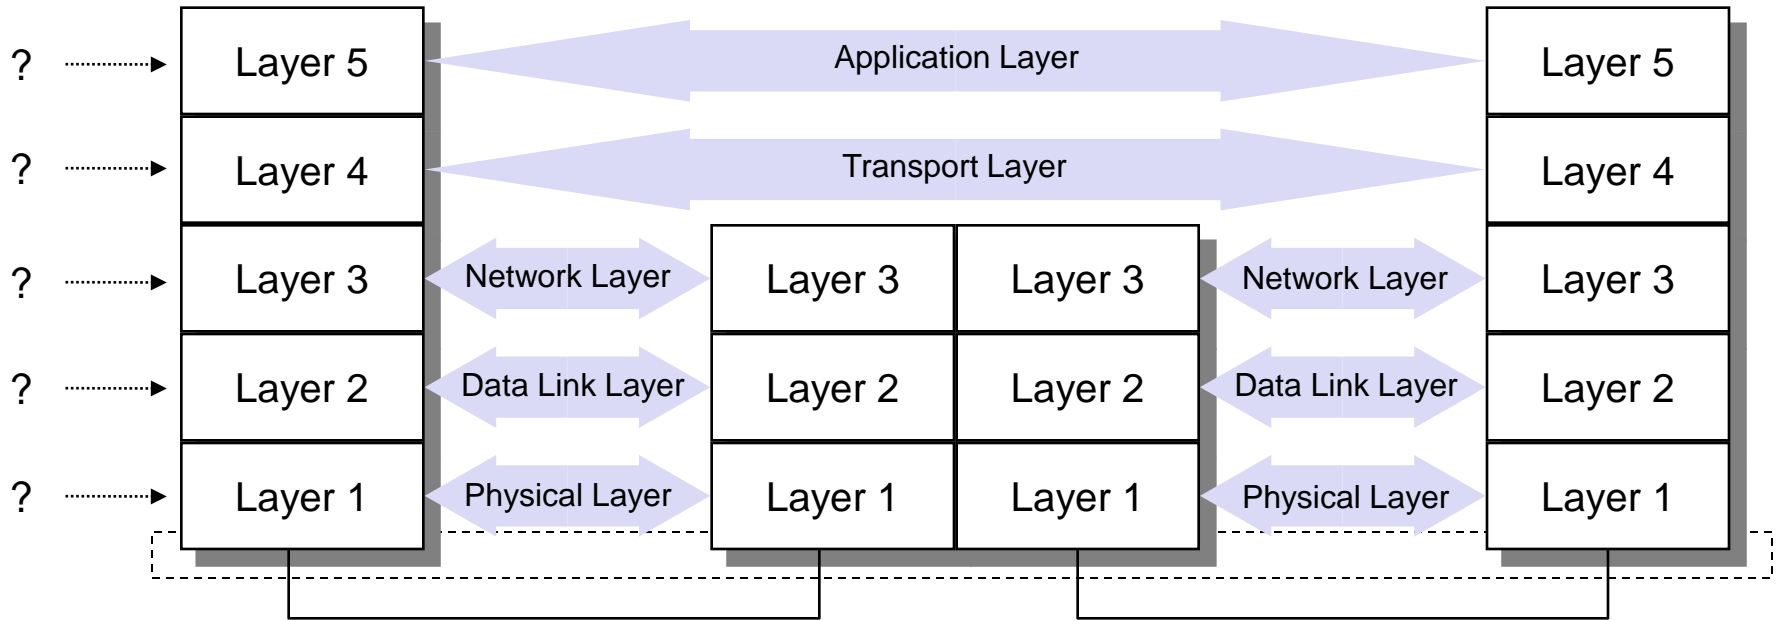 ? Layer 5 Application Layer Layer 5
? Layer 4 Transport Layer Layer 4
? Layer 3 Network Layer Layer 3 Layer 3 Network Layer Layer 3
? Layer 2 Data Link Layer Layer 2 Layer 2 Data Link Layer Layer 2
? Layer 1 Physical Layer Layer 1 Layer 1 Physical Layer Layer 1